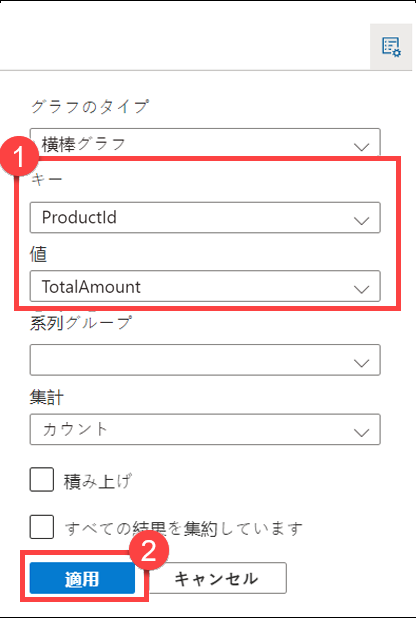 グラフのタイプ
横棒グラフ
1
キー
ProductId
値
TotalAmount
系列グループ
集計
カウント
積み上げ
すべての結果を集約しています
2
適用
キャンセル